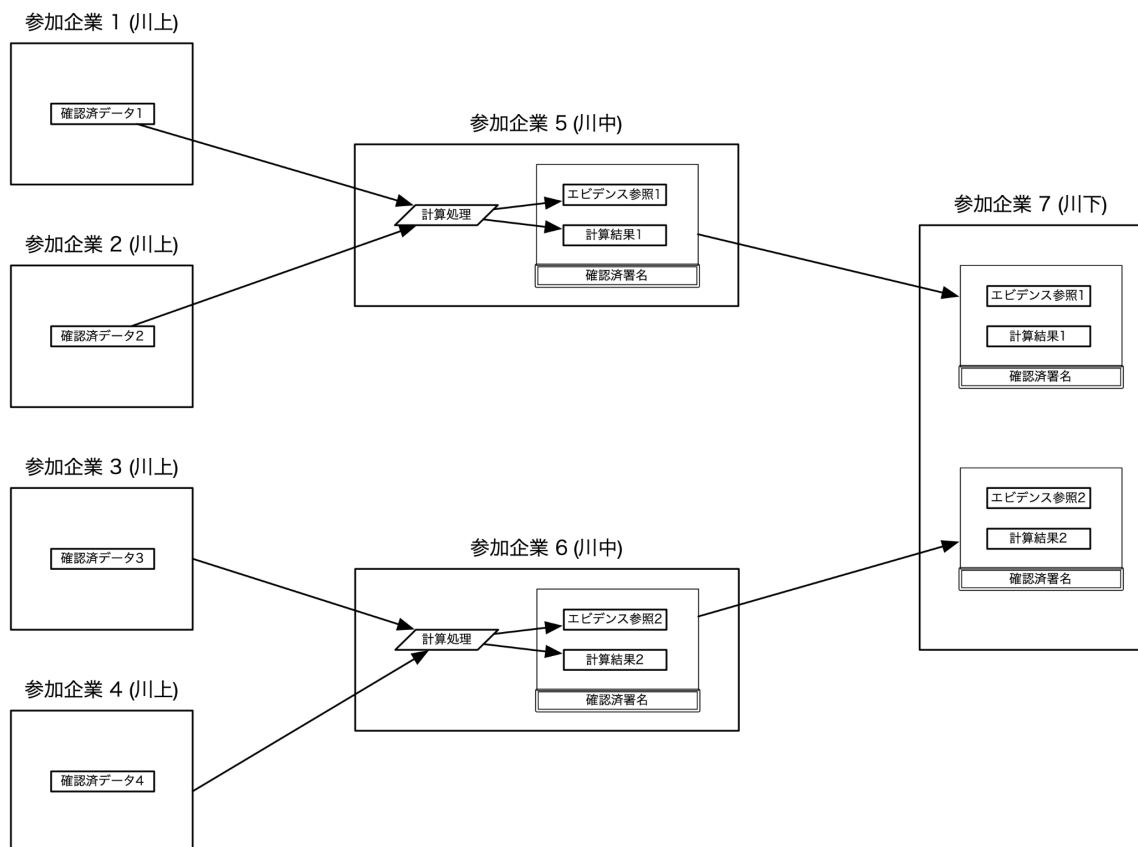 参加企業 1 (川上)
確認済データ1
参加企業 2 (川上)
確認済データ2
参加企業 3 (川上)
確認済データ3
参加企業 4 (川上)
確認済データ4
参加企業 5 (川中)
計算処理
エビデンス参照1
計算結果1
確認済署名
参加企業 6 (川中)
計算処理
エビデンス参照2
計算結果2
確認済署名
参加企業 7 (川下)
エビデンス参照1
計算結果1
確認済署名
エビデンス参照2
計算結果2
確認済署名